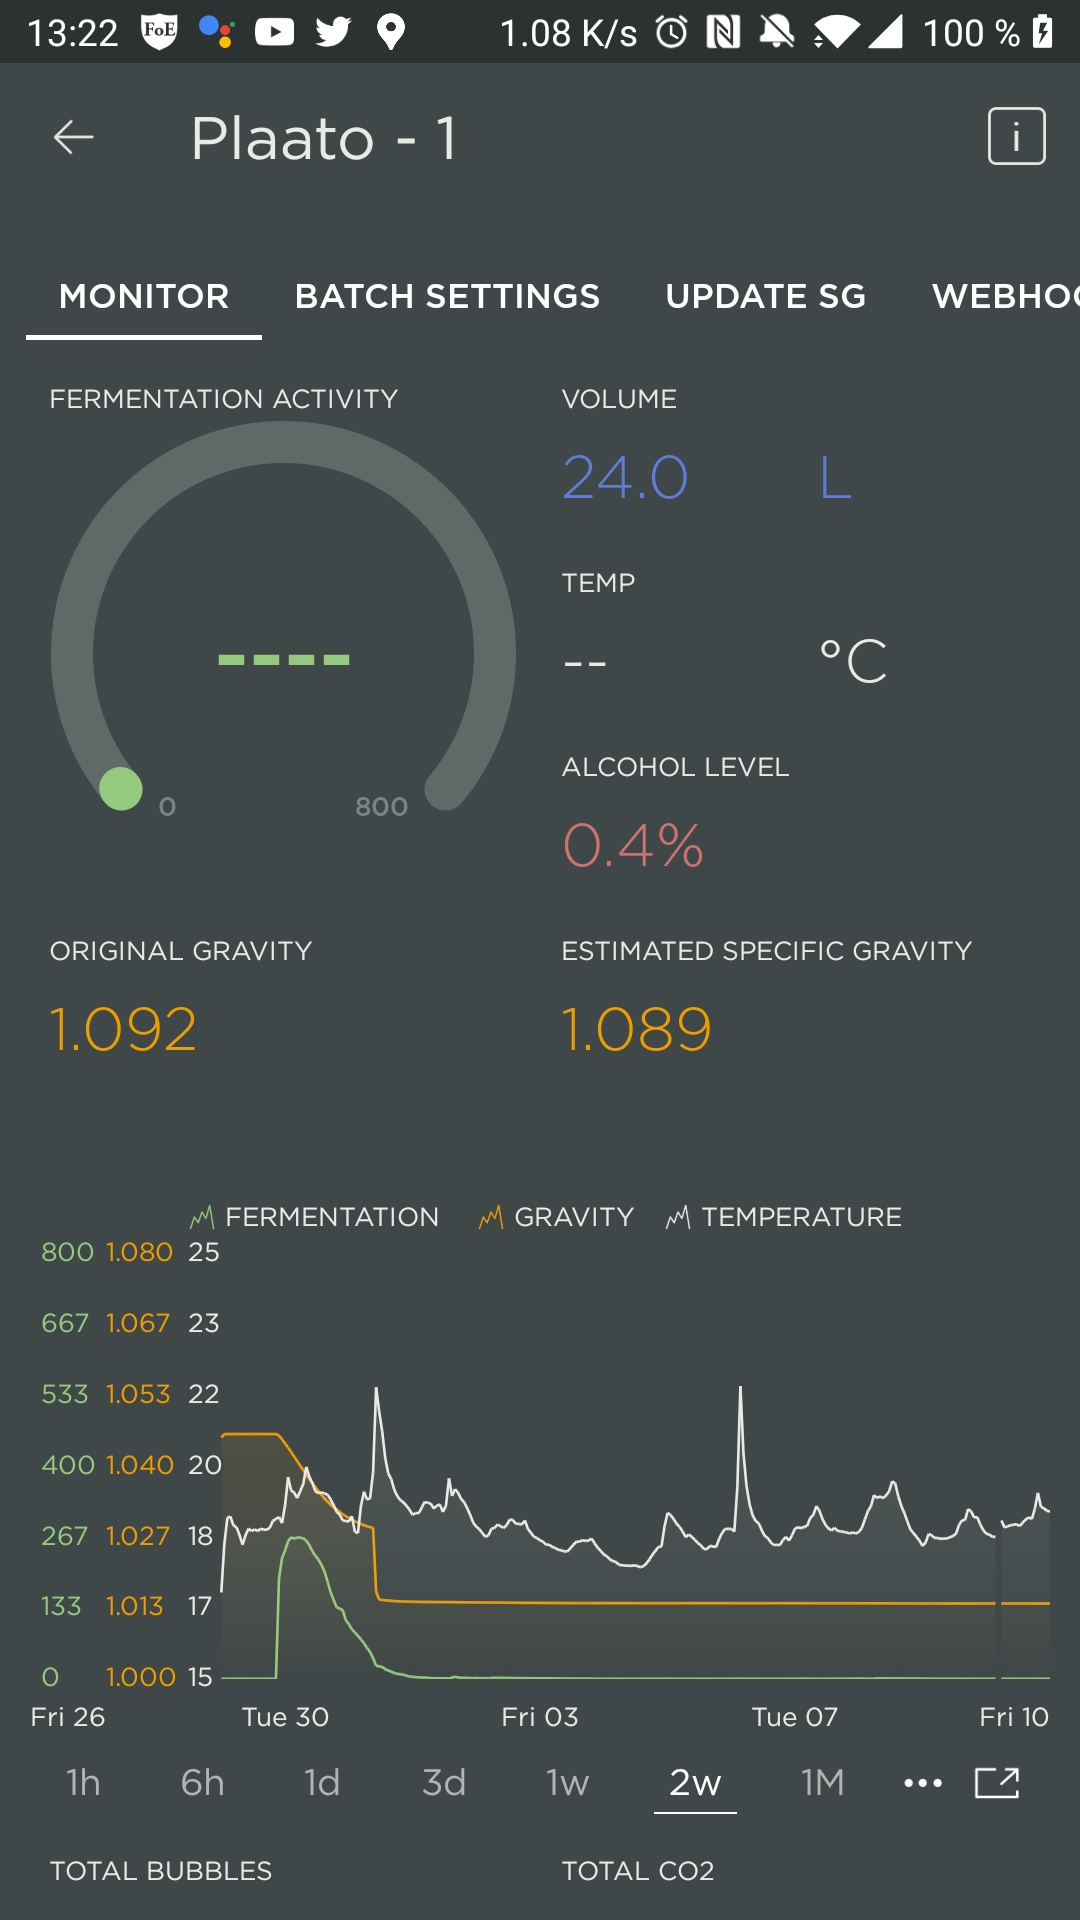 13:22 FoE 1.08 K/s 100 %
Plaato - 1 i
MONITOR BATCH SETTINGS UPDATE SG WEBHOO
FERMENTATION ACTIVITY VOLUME
24.0 L
TEMP
---- -- °C
0 800
ALCOHOL LEVEL
0.4%
ORIGINAL GRAVITY ESTIMATED SPECIFIC GRAVITY
1.092 1.089
FERMENTATION GRAVITY TEMPERATURE
800 1.080 25
667 1.067 23
533 1.053 22
400 1.040 20
267 1.027 18
133 1.013 17
0 1.000 15
Fri 26 Tue 30 Fri 03 Tue 07 Fri 10
1h 6h 1d 3d 1w 2w 1M •••
TOTAL BUBBLES TOTAL CO2